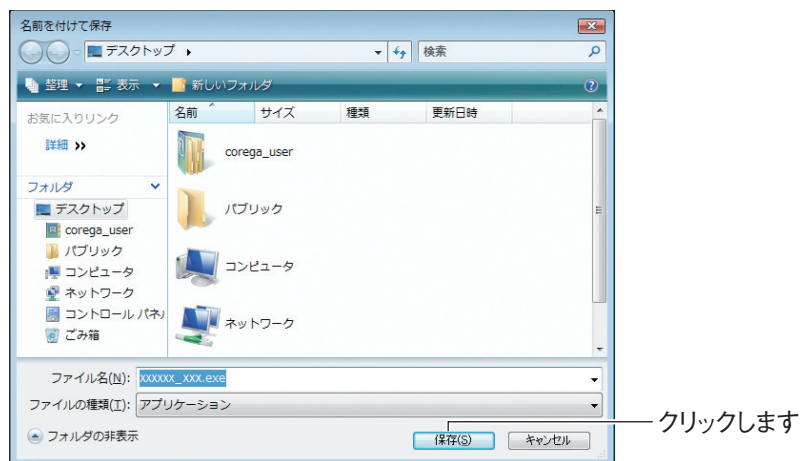 名前を付けて保存
デスクトップ
検索
整理 表示 新しいフォルダ
お気に入りリンク
詳細 »
フォルダ
デスクトップ
corega_user
パブリック
コンピュータ
ネットワーク
コントロール パネル
ごみ箱
名前 サイズ 種類 更新日時
corega_user
パブリック
コンピュータ
ネットワーク
ファイル名(N): xxxxxx_xxx.exe
ファイルの種類(T): アプリケーション
フォルダの非表示
保存(S) キャンセル
クリックします